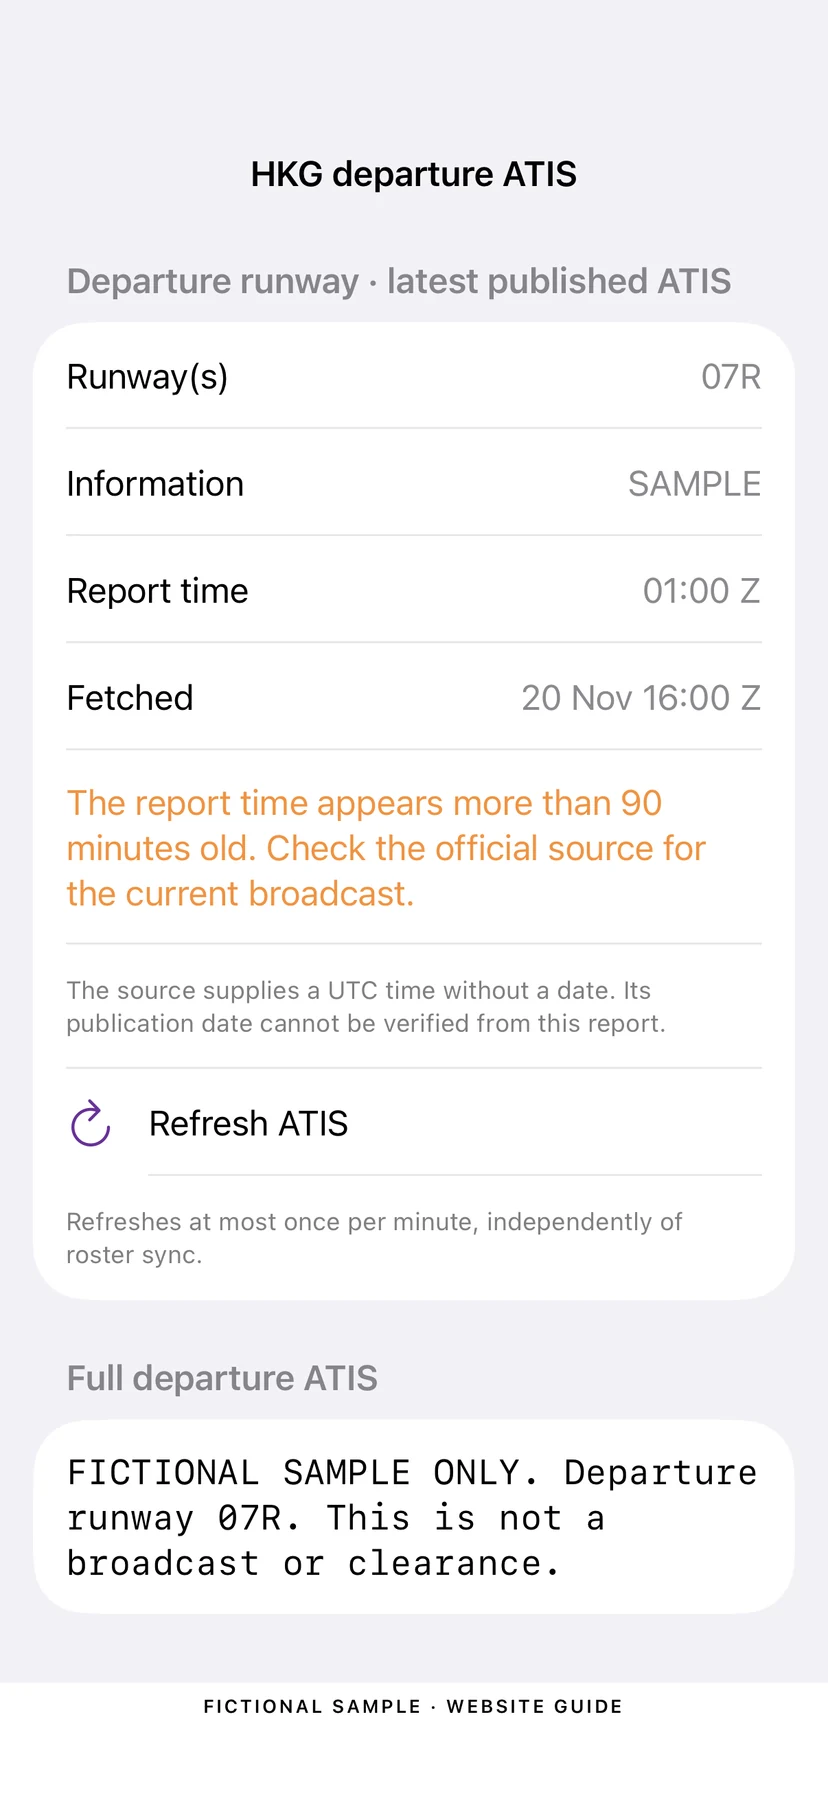 HKG departure ATIS
Departure runway · latest published ATIS
Runway(s) 07R
Information SAMPLE
Report time 01:00 Z
Fetched 20 Nov 16:00 Z
The report time appears more than 90
minutes old. Check the official source for
the current broadcast.
The source supplies a UTC time without a date. Its
publication date cannot be verified from this report.
Refresh ATIS
Refreshes at most once per minute, independently of
roster sync.
Full departure ATIS
FICTIONAL SAMPLE ONLY. Departure
runway 07R. This is not a
broadcast or clearance.
FICTIONAL SAMPLE · WEBSITE GUIDE